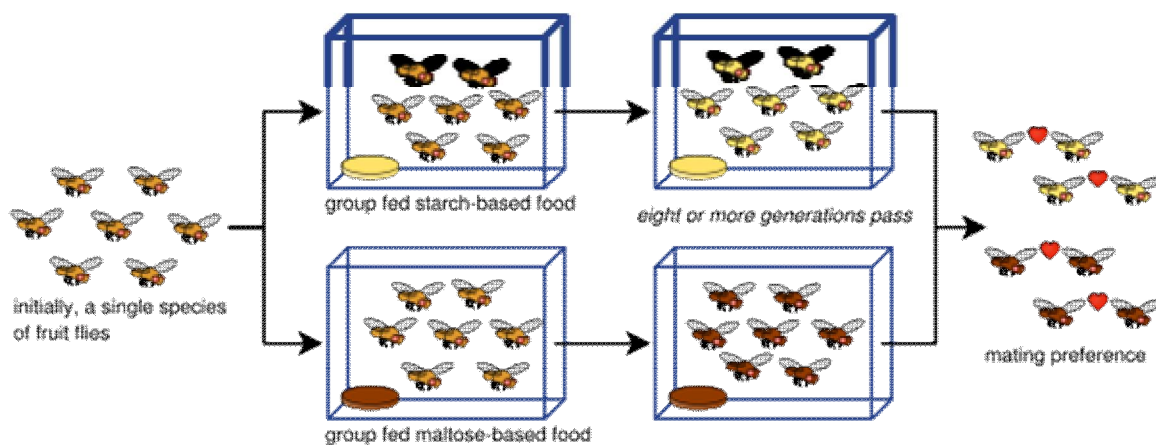 group fed starch-based food
eight or more generations pass
initially, a single species
of fruit flies
mating preference
group fed maltose-based food